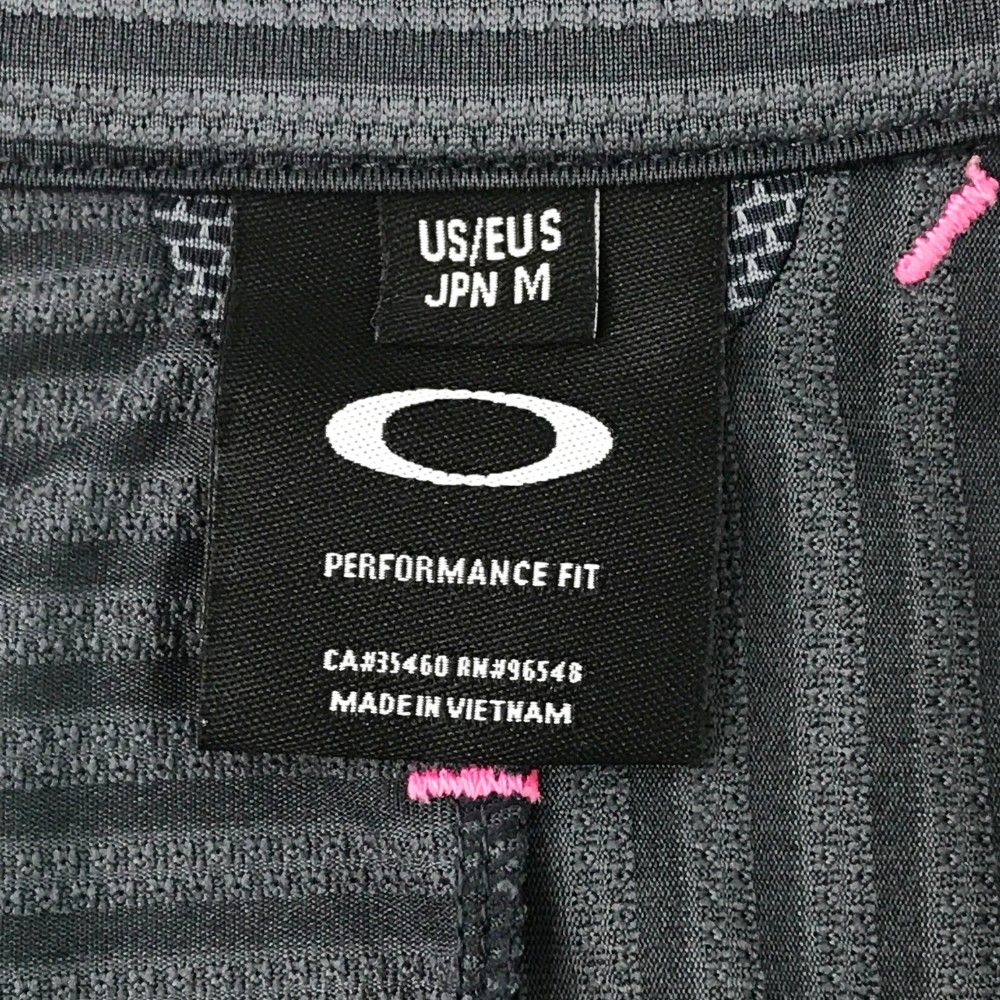 US/EU S
JPN M
PERFORMANCE FIT
CA#35460 RN#96548
MADE IN VIETNAM